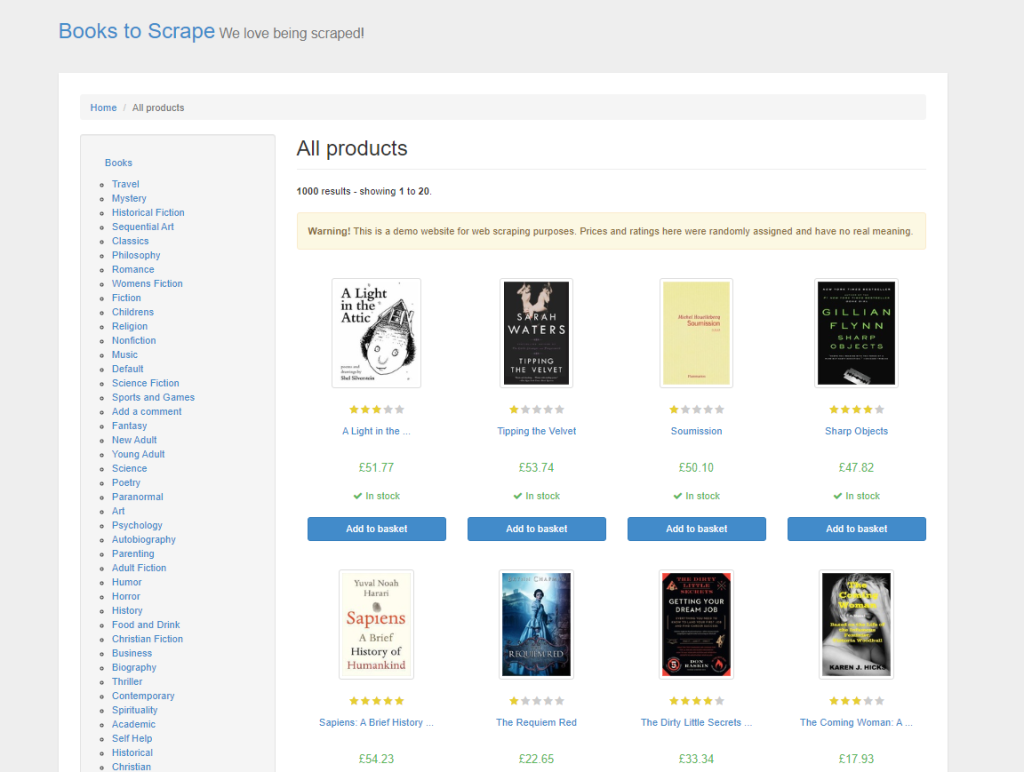 Books to Scrape We love being scraped!
Home / All products
Books
Travel
Mystery
Historical Fiction
Sequential Art
Classics
Philosophy
Romance
Womens Fiction
Fiction
Childrens
Religion
Nonfiction
Music
Default
Science Fiction
Sports and Games
Add a comment
Fantasy
New Adult
Young Adult
Science
Poetry
Paranormal
Art
Psychology
Autobiography
Parenting
Adult Fiction
Humor
Horror
History
Food and Drink
Christian Fiction
Business
Biography
Thriller
Contemporary
Spirituality
Academic
Self Help
Historical
Christian
All products
1000 results - showing 1 to 20.
Warning! This is a demo website for web scraping purposes. Prices and ratings here were randomly assigned and have no real meaning.
A Light
in the
Attic
Shel Silverstein
SARAH
WATERS
TIPPING
THE VELVET
Soumission
GILLIAN
FLYNN
SHARP
OBJECTS
A Light in the ...
Tipping the Velvet
Soumission
Sharp Objects
£51.77
£53.74
£50.10
£47.82
In stock
In stock
In stock
In stock
Add to basket
Add to basket
Add to basket
Add to basket
Yuval Noah
Harari
Sapiens
A Brief
History of
Humankind
REQUIEM RED
THE DIRTY
LITTLE
SECRETS
GETTING YOUR
DREAM JOB
DON
RASKIN
The
Coming
Woman
KAREN J. HICKS
Sapiens: A Brief History ...
The Requiem Red
The Dirty Little Secrets ...
The Coming Woman: A ...
£54.23
£22.65
£33.34
£17.93